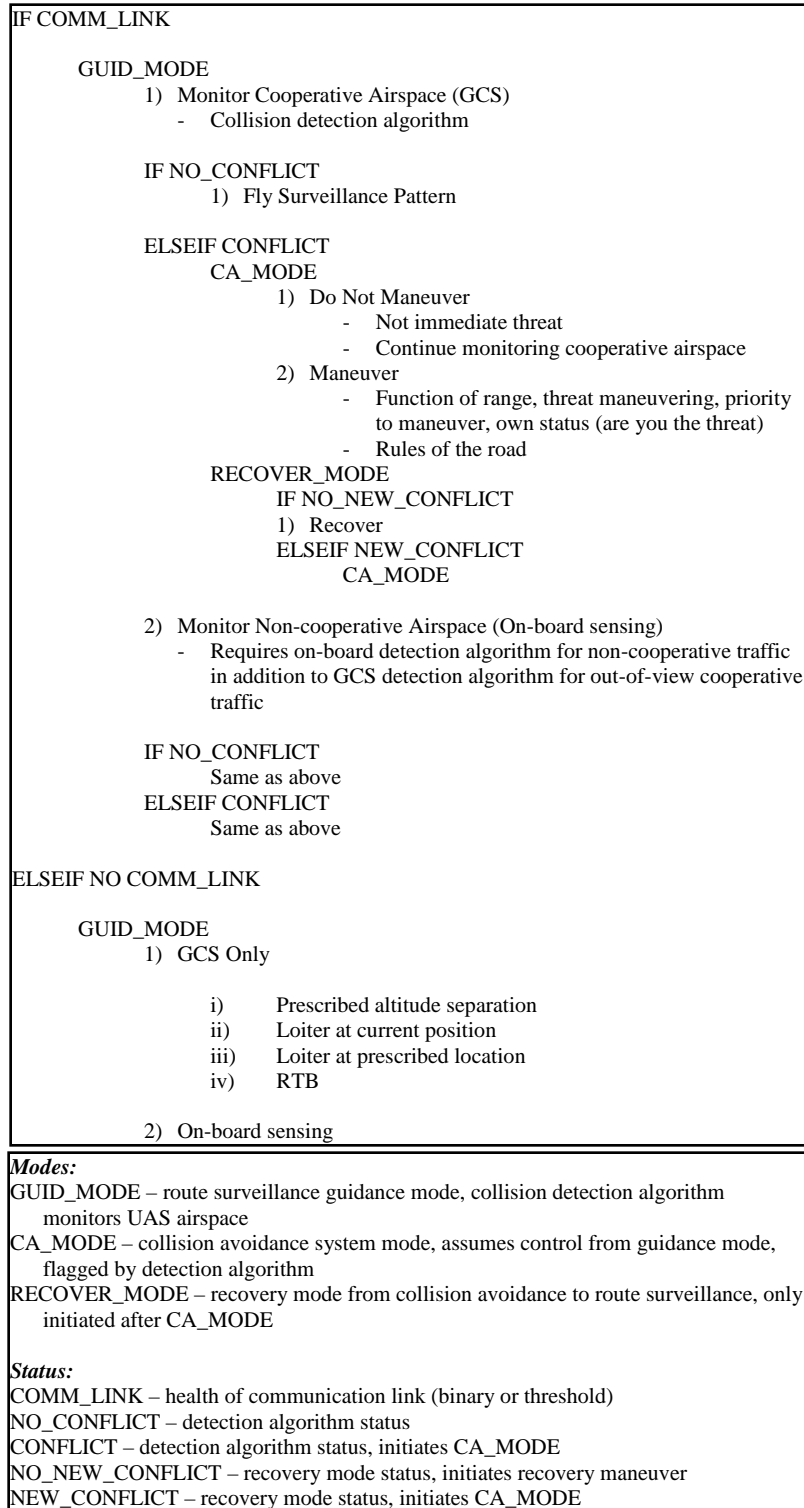 IF COMM_LINK
GUID_MODE
1) Monitor Cooperative Airspace (GCS)
- Collision detection algorithm
IF NO_CONFLICT
1) Fly Surveillance Pattern
ELSEIF CONFLICT
CA_MODE
1) Do Not Maneuver
- Not immediate threat
- Continue monitoring cooperative airspace
2) Maneuver
- Function of range, threat maneuvering, priority
to maneuver, own status (are you the threat)
- Rules of the road
RECOVER_MODE
IF NO_NEW_CONFLICT
1) Recover
ELSEIF NEW_CONFLICT
CA_MODE
2) Monitor Non-cooperative Airspace (On-board sensing)
- Requires on-board detection algorithm for non-cooperative traffic
in addition to GCS detection algorithm for out-of-view cooperative
traffic
IF NO_CONFLICT
Same as above
ELSEIF CONFLICT
Same as above
ELSEIF NO COMM_LINK
GUID_MODE
1) GCS Only
i) Prescribed altitude separation
ii) Loiter at current position
iii) Loiter at prescribed location
iv) RTB
2) On-board sensing
Modes:
GUID_MODE – route surveillance guidance mode, collision detection algorithm
monitors UAS airspace
CA_MODE – collision avoidance system mode, assumes control from guidance mode,
flagged by detection algorithm
RECOVER_MODE – recovery mode from collision avoidance to route surveillance, only
initiated after CA_MODE
Status:
COMM_LINK – health of communication link (binary or threshold)
NO_CONFLICT – detection algorithm status
CONFLICT – detection algorithm status, initiates CA_MODE
NO_NEW_CONFLICT – recovery mode status, initiates recovery maneuver
NEW_CONFLICT – recovery mode status, initiates CA_MODE